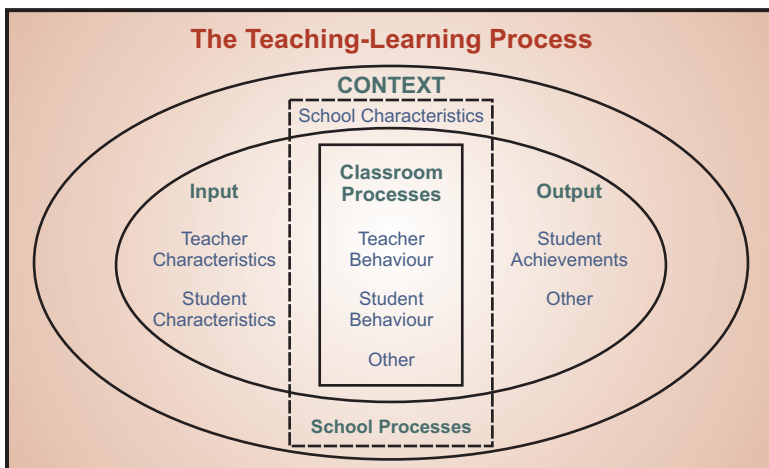 The Teaching-Learning Process
CONTEXT
School Characteristics
Input
Teacher
Characteristics
Student
Characteristics
Classroom
Processes
Teacher
Behaviour
Student
Behaviour
Other
Output
Student
Achievements
Other
School Processes